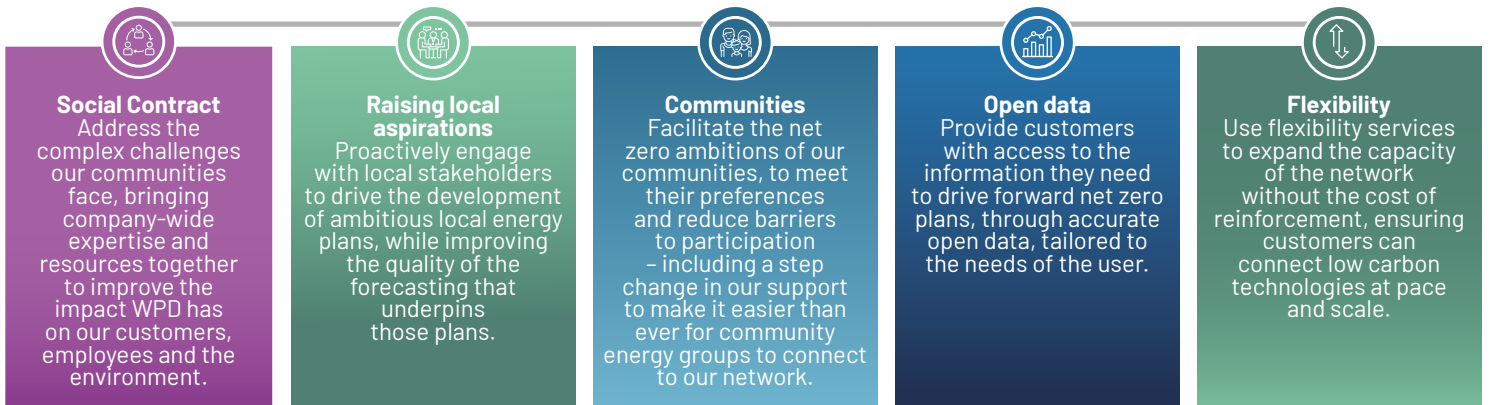 Social Contract
Address the
complex challenges
our communities
face, bringing
company-wide
expertise and
resources together
to improve the
impact WPD has
on our customers,
employees and the
environment.
Raising local
aspirations
Proactively engage
with local stakeholders
to drive the development
of ambitious local energy
plans, while improving
the quality of the
forecasting that
underpins
those plans.
Communities
Facilitate the net
zero ambitions of our
communities, to meet
their preferences
and reduce barriers
to participation
– including a step
change in our support
to make it easier than
ever for community
energy groups to connect
to our network.
Open data
Provide customers
with access to the
information they need
to drive forward net zero
plans, through accurate
open data, tailored to
the needs of the user.
Flexibility
Use flexibility services
to expand the capacity
of the network
without the cost of
reinforcement, ensuring
customers can
connect low carbon
technologies at pace
and scale.